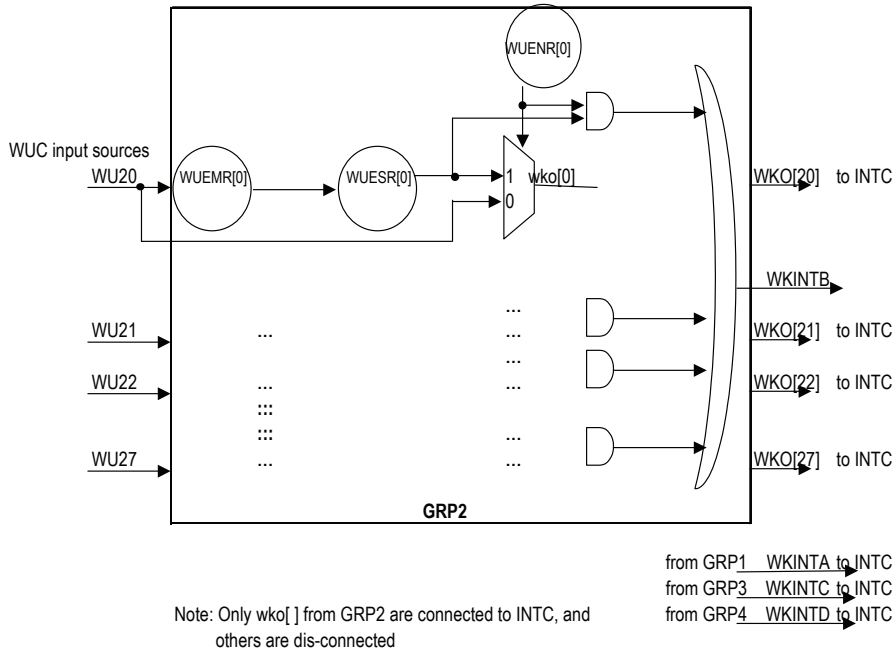 WUENR[0]
WUC input sources
WU20
WUEMR[0]
WUESR[0]
1
wko[0]
0
WKO[20] to INTC
WKINTB
...
WU21
...
...
WKO[21] to INTC
...
WU22
...
...
WKO[22] to INTC
:::
:::
...
WU27
...
...
WKO[27] to INTC
GRP2
from GRP1 WKINTA to INTC
from GRP3 WKINTC to INTC
from GRP4 WKINTD to INTC
Note: Only wko[ ] from GRP2 are connected to INTC, and
others are dis-connected